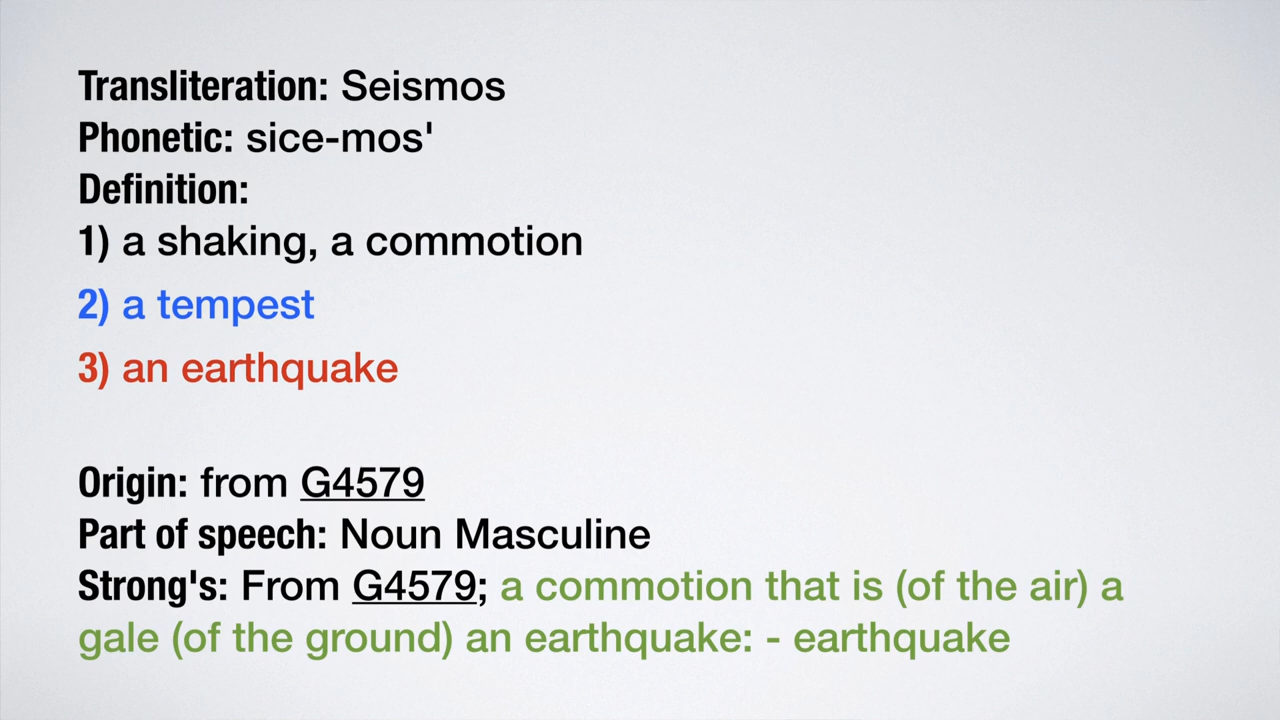 Transliteration: Seismos
Phonetic: sice-mos'
Definition:
1) a shaking, a commotion
2) a tempest
3) an earthquake
Origin: from G4579
Part of speech: Noun Masculine
Strong's: From G4579; a commotion that is (of the air) a
gale (of the ground) an earthquake: - earthquake